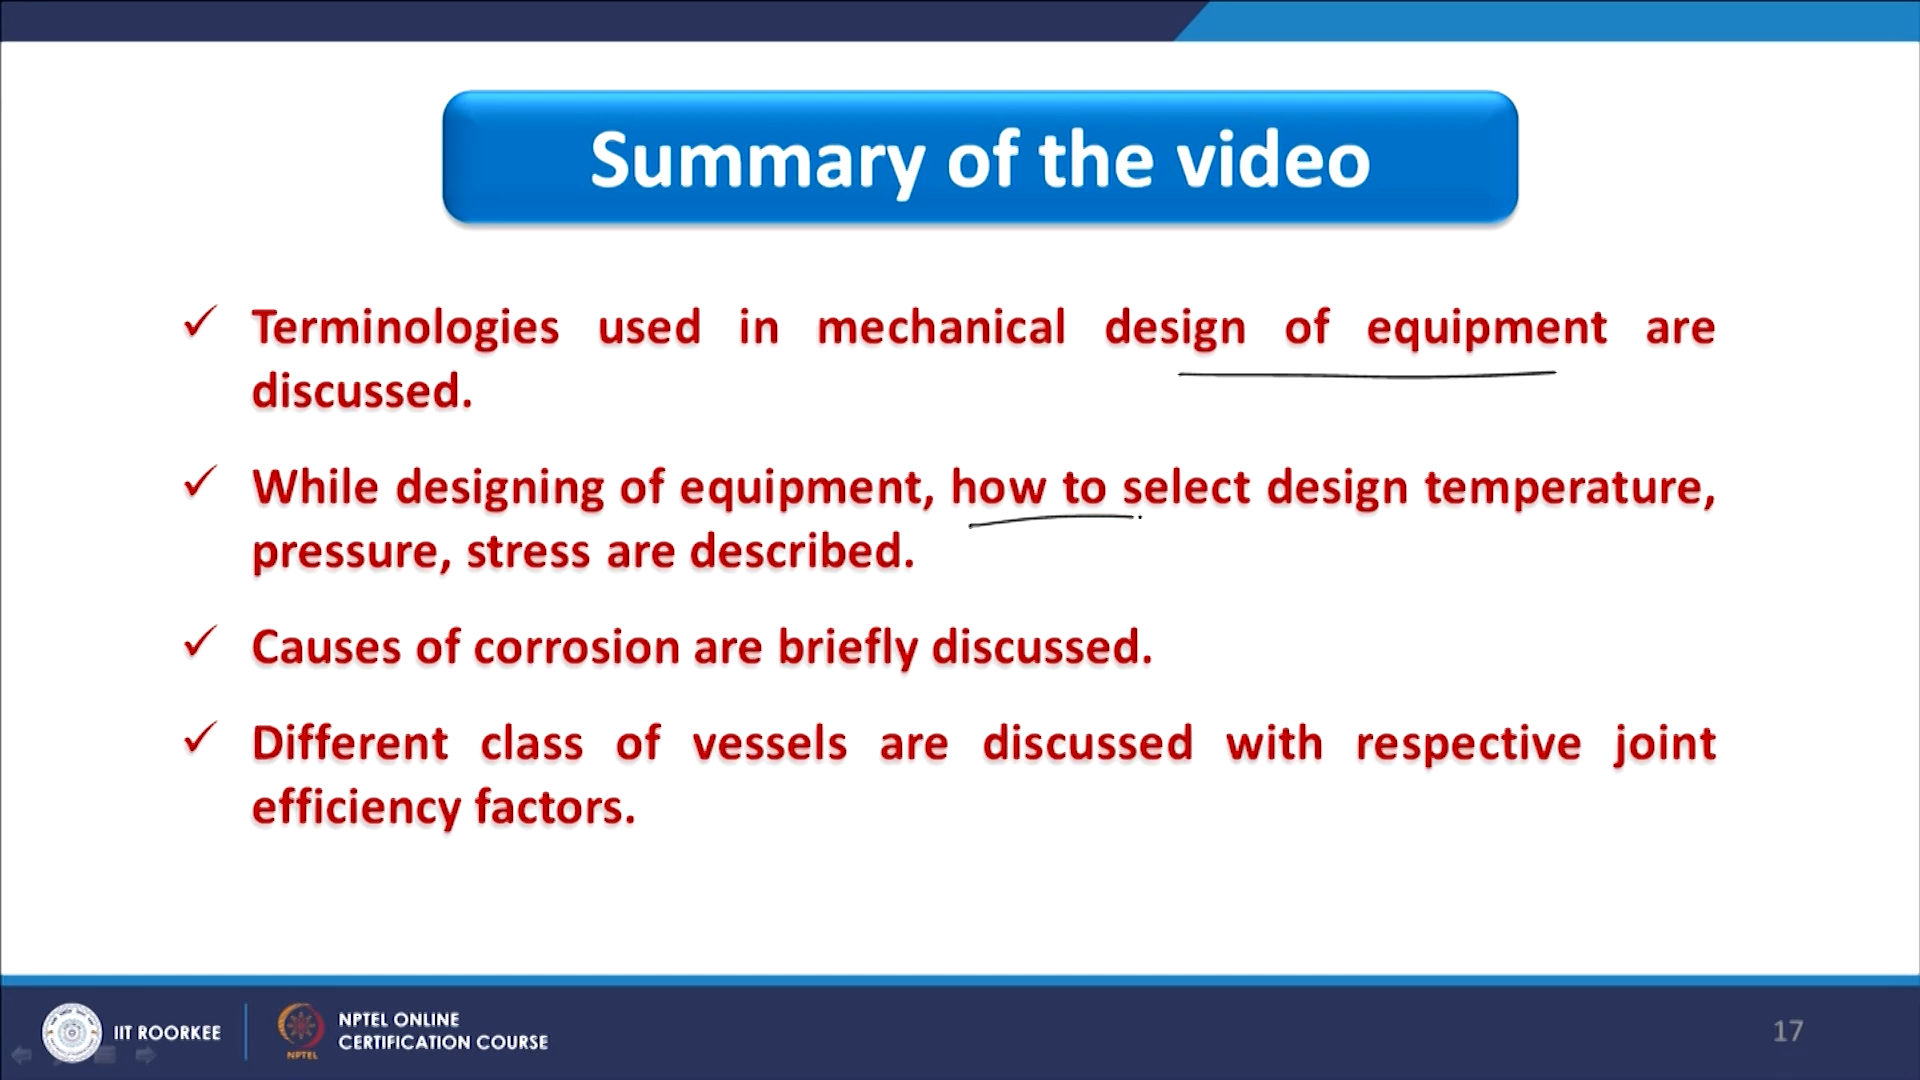 Summary of the video
✓ Terminologies used in mechanical design of equipment are
discussed.
✓ While designing of equipment, how to select design temperature,
pressure, stress are described.
✓ Causes of corrosion are briefly discussed.
✓ Different class of vessels are discussed with respective joint
efficiency factors.
IIT ROORKEE
NPTEL
NPTEL ONLINE
CERTIFICATION COURSE
17